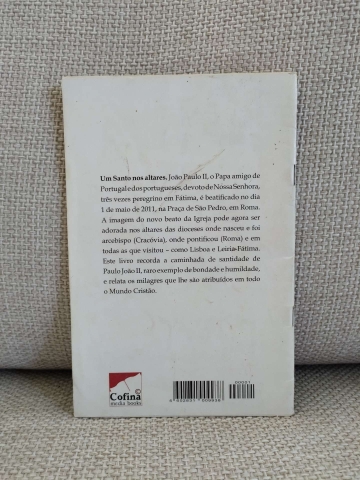 Um Santo nos altares. João Paulo II, o Papa amigo de
Portugal e dos portugueses, devoto de Nossa Senhora,
três vezes peregrino em Fátima, é beatificado no dia
1 de maio de 2011, na Praça de São Pedro, em Roma.
A imagem do novo beato da Igreja pode agora ser
adorada nos altares das dioceses onde nasceu e foi
arcebispo (Cracóvia), onde pontificou (Roma) e em
todas as que visitou – como Lisboa e Leiria-Fátima.
Este livro recorda a caminhada de santidade de
Paulo João II, raro exemplo de bondade e humildade,
e relata os milagres que lhe são atribuídos em todo
o Mundo Cristão.
©
Cofina
media books